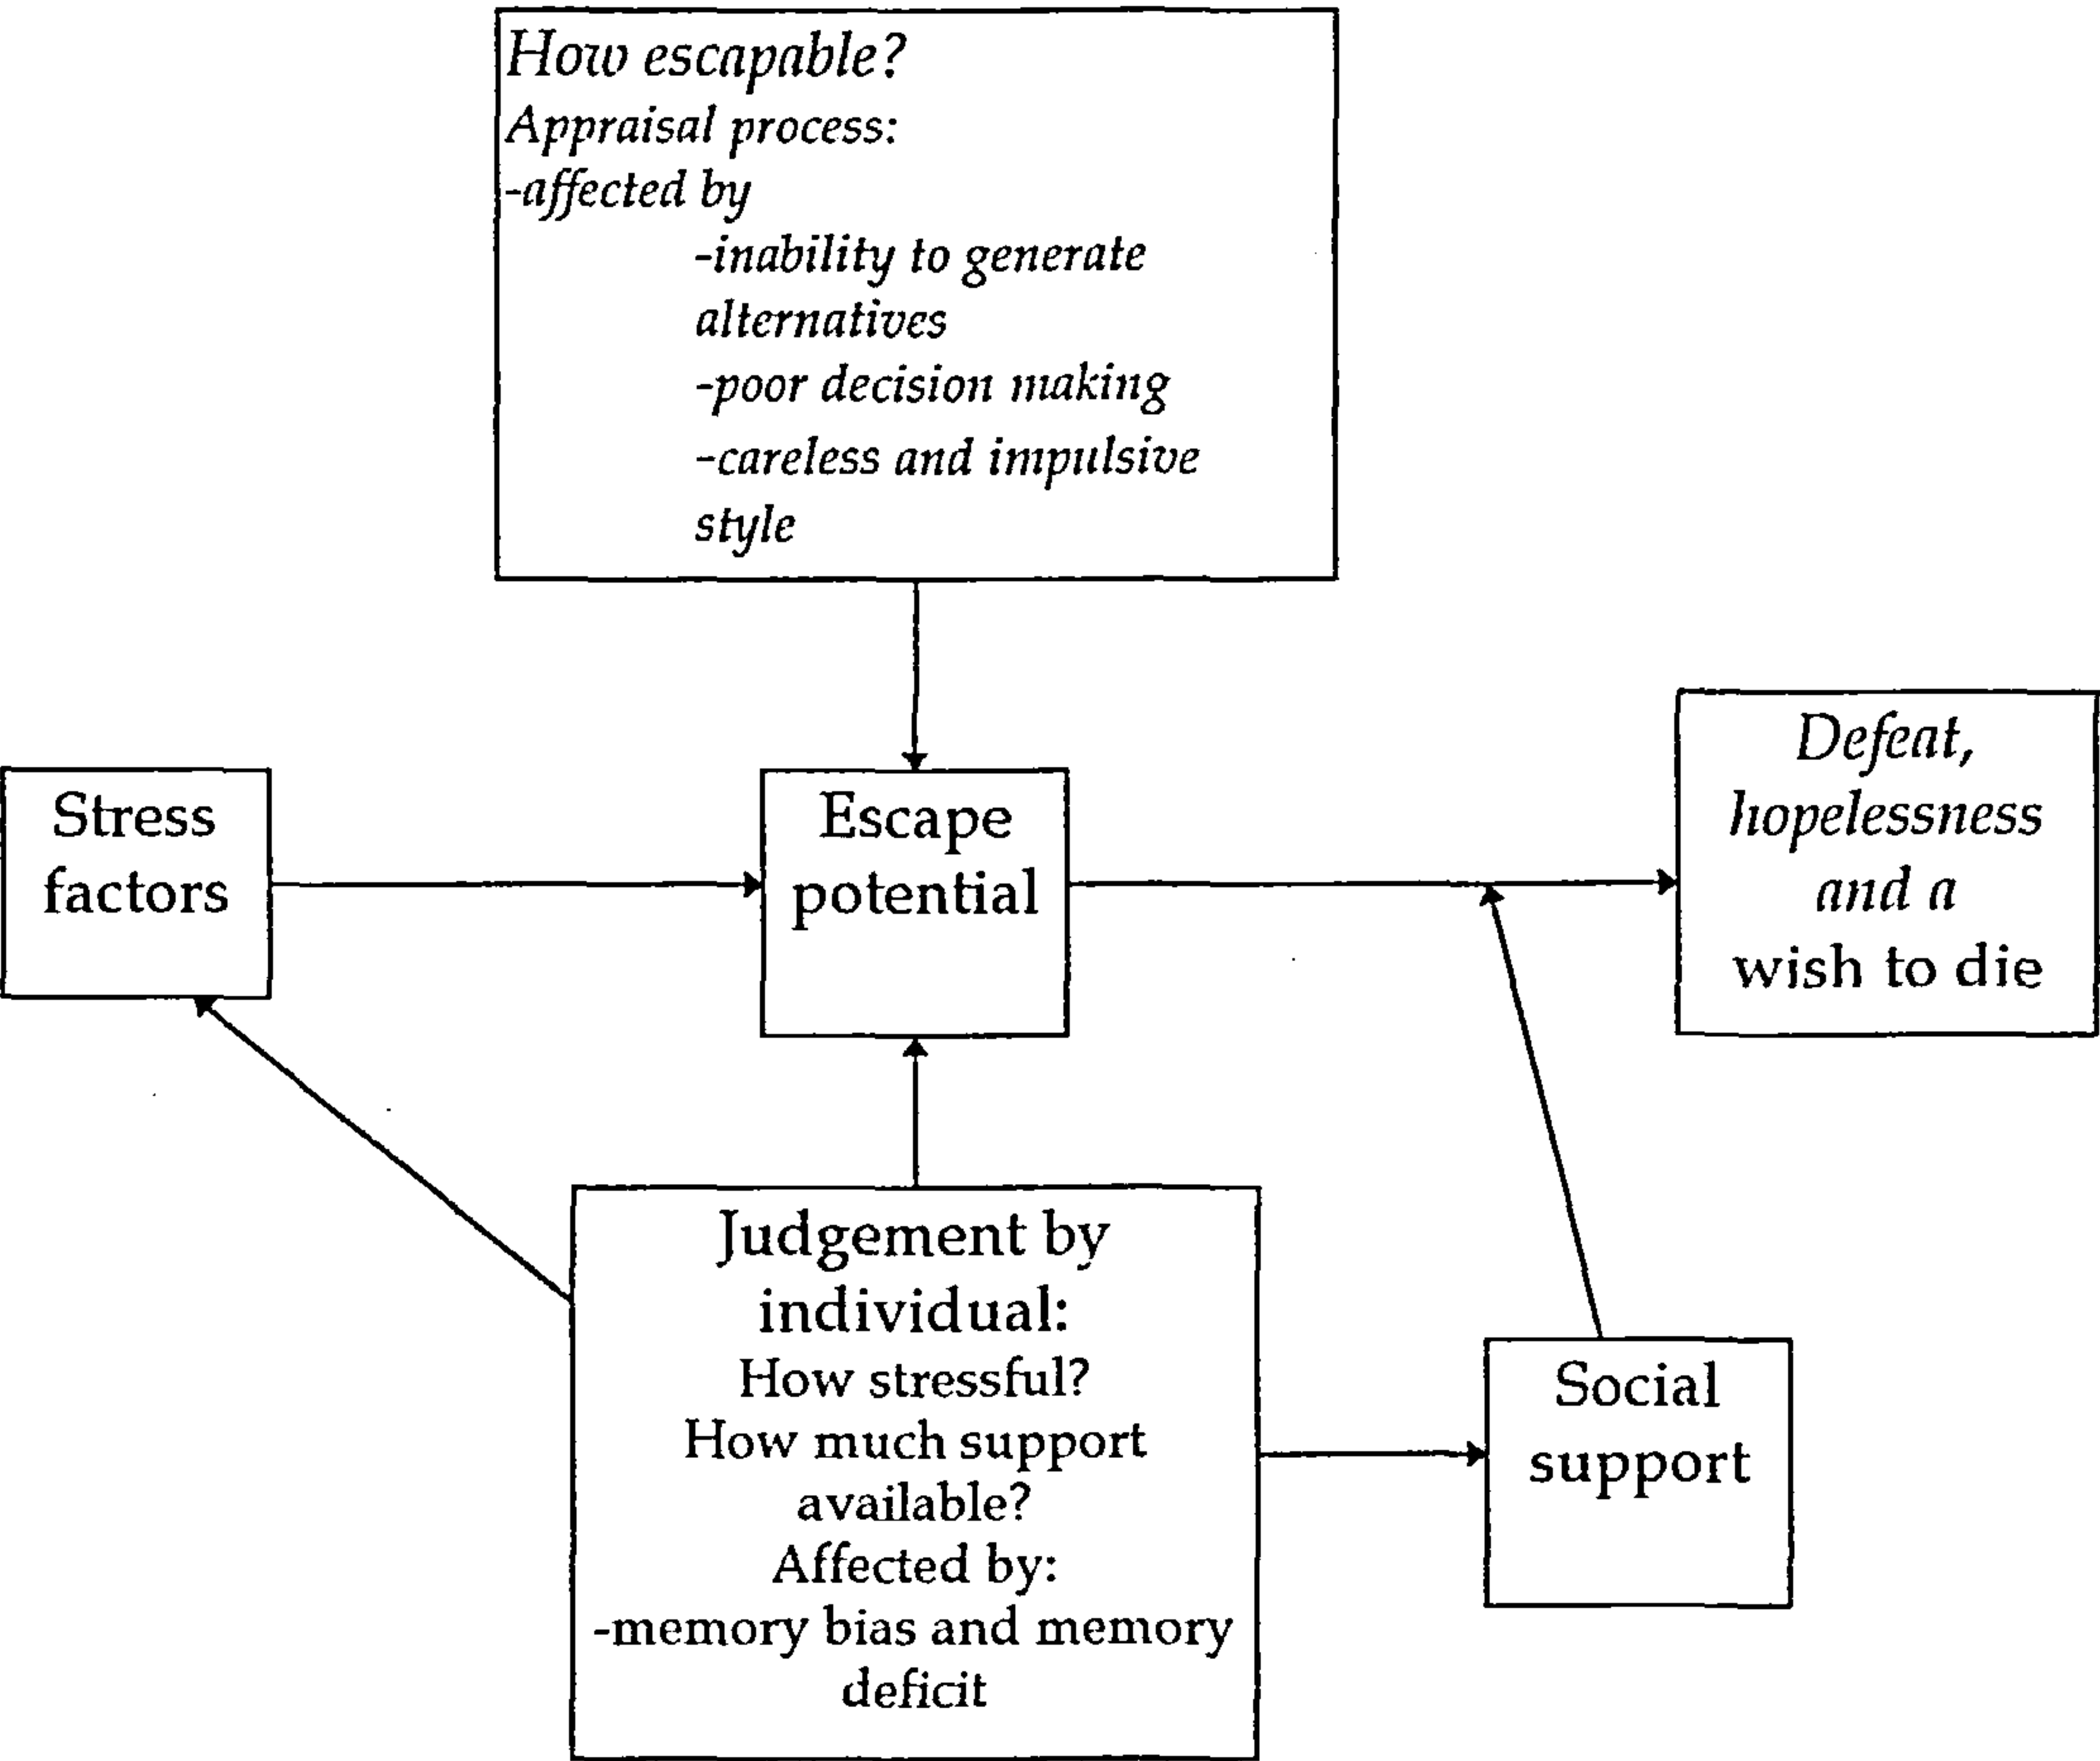 How escapable?
Appraisal process:
-affected by
-inability to generate
alternatives
-poor decision making
-careless and impulsive
style
Stress
factors
Escape
potential
Defeat,
hopelessness
and a
wish to die
Judgement by
individual:
How stressful?
How much support
available?
Affected by:
-memory bias and memory
deficit
Social
support